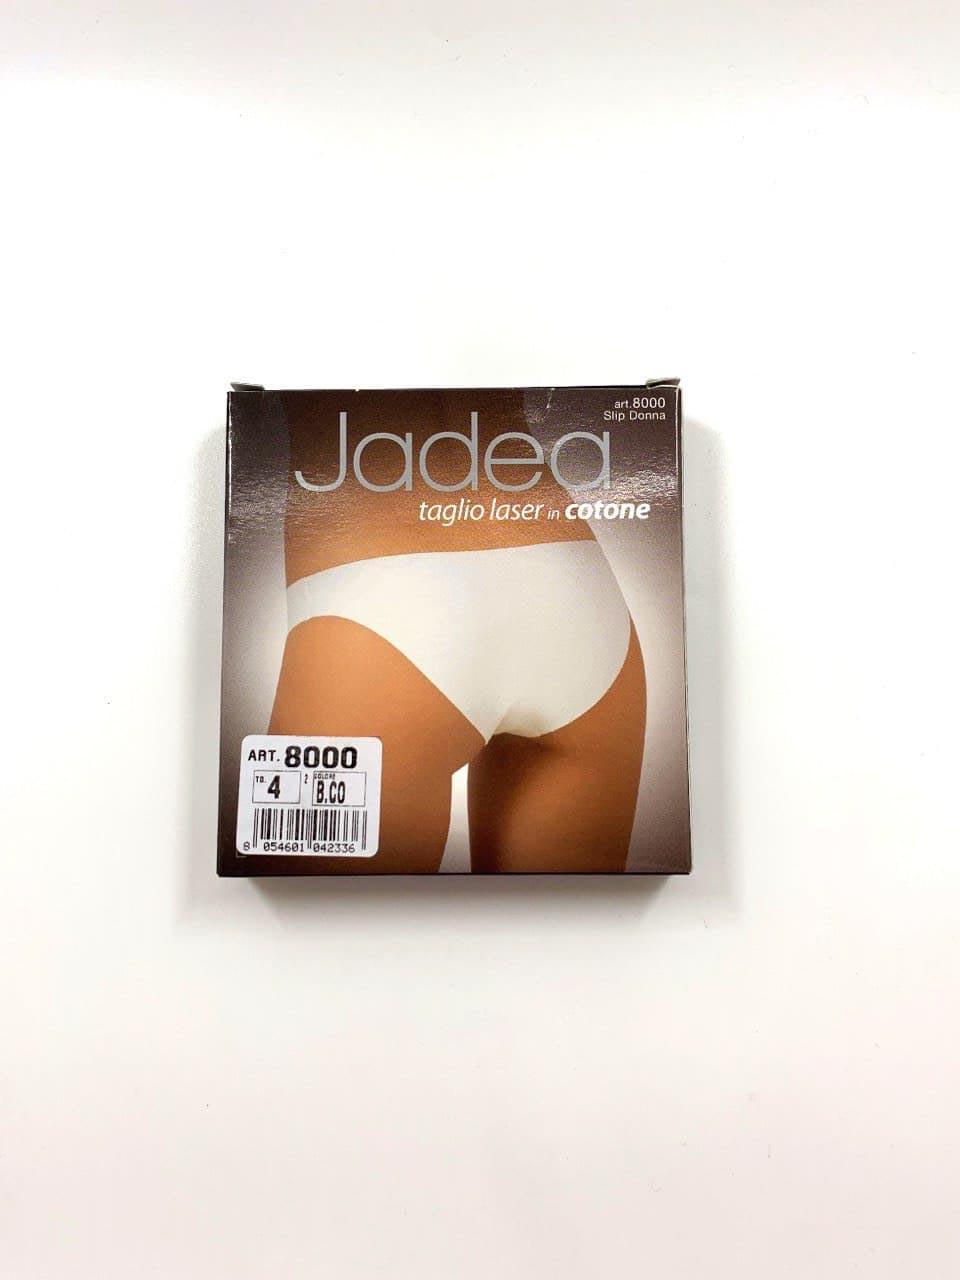 art.8000
Slip Donna
Jadea
taglio laser in cotone
ART. 8000
TG. 4 2 COLORE B.CO
8 054601 042336